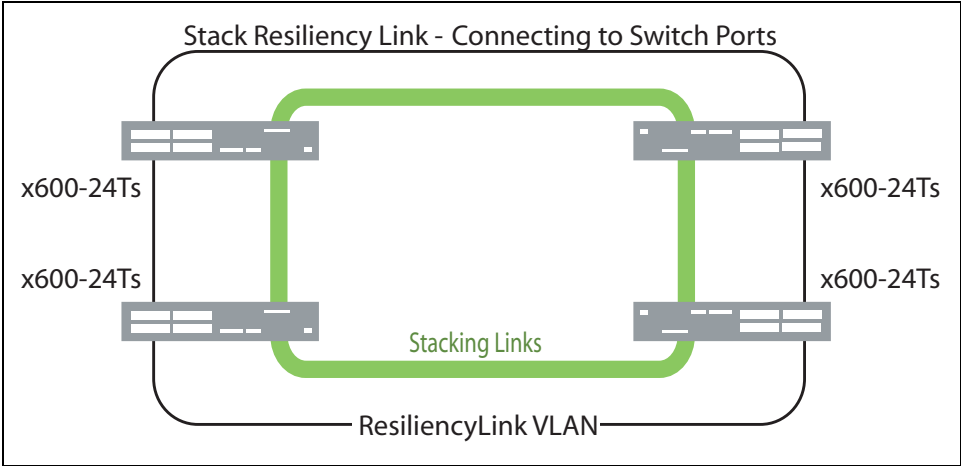 Stack Resiliency Link - Connecting to Switch Ports
x600-24Ts
x600-24Ts
x600-24Ts
x600-24Ts
Stacking Links
ResiliencyLink VLAN